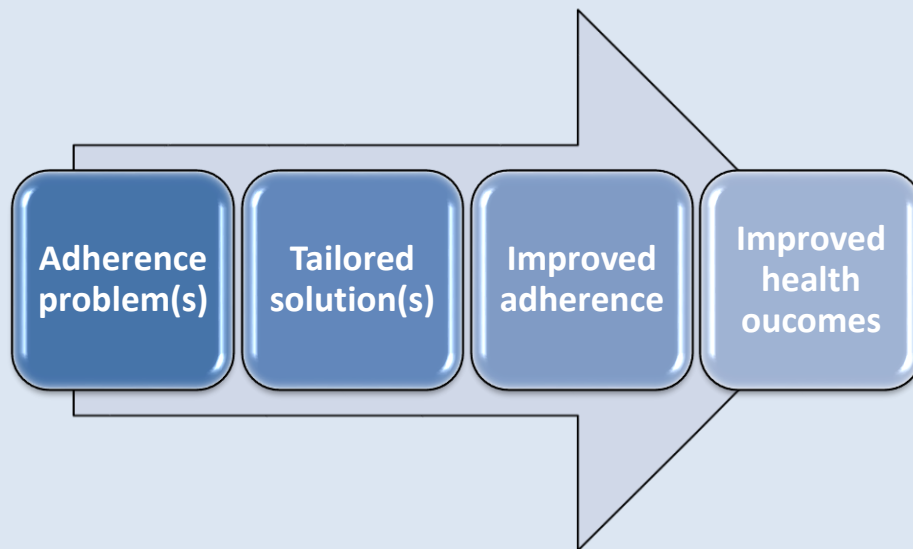 Adherence
problem(s)
Tailored
solution(s)
Improved
adherence
Improved
health
oucomes